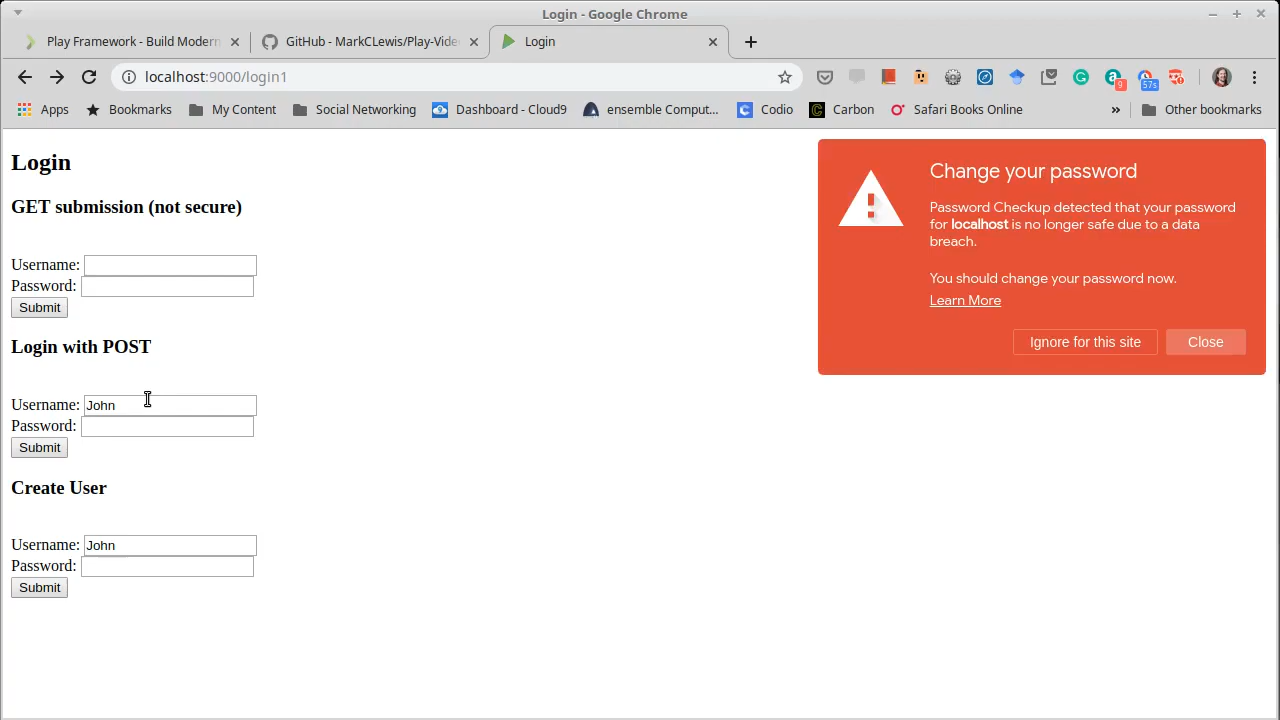 Login - Google Chrome
Play Framework - Build Modern
GitHub - MarkCLewis/Play-Vide
Login
localhost:9000/login1
9
57s
Apps
Bookmarks
My Content
Social Networking
Dashboard - Cloud9
ensemble Comput...
Codio
Carbon
Safari Books Online
»
Other bookmarks
Login
GET submission (not secure)
Username:
Password:
Submit
Login with POST
Username: John
Password:
Submit
Create User
Username: John
Password:
Submit
Change your password
Password Checkup detected that your password
for localhost is no longer safe due to a data
breach.
You should change your password now.
Learn More
Ignore for this site
Close